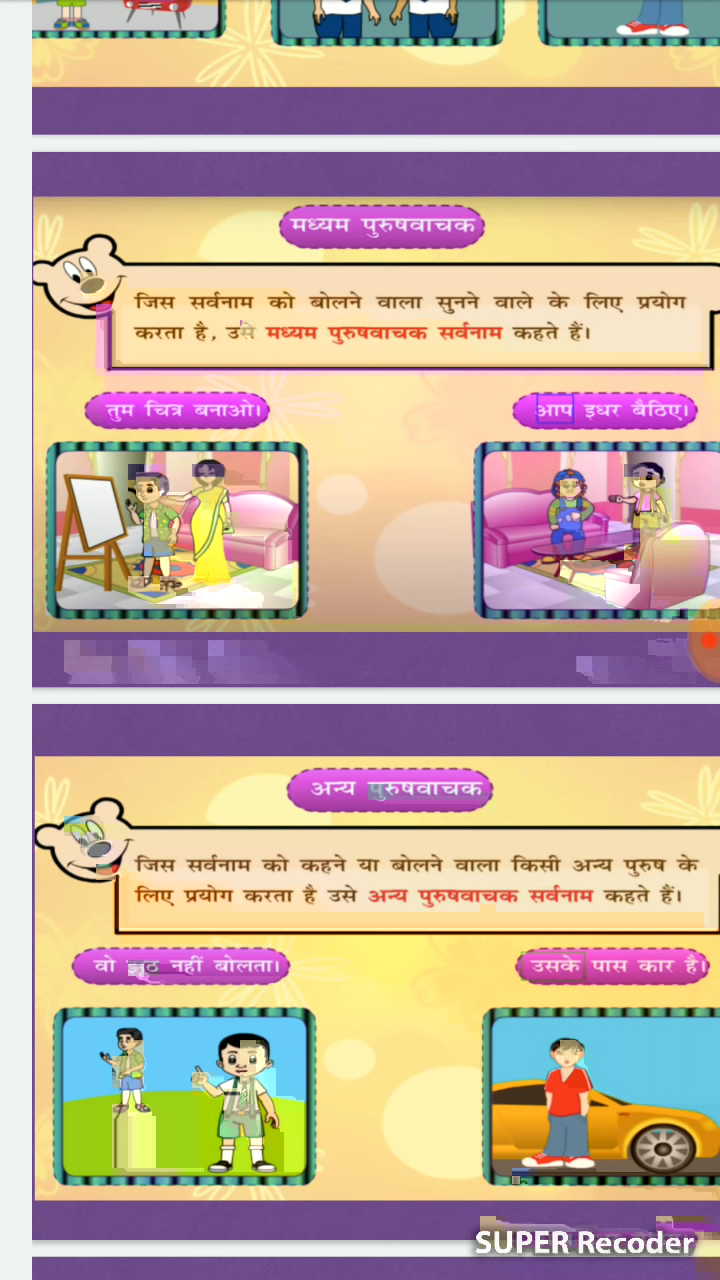 मध्यम पुरुषवाचक
जिस सर्वनाम को बोलने वाला सुनने वाले के लिए प्रयोग
करता है, उसे मध्यम पुरुषवाचक सर्वनाम कहते हैं।
तुम चित्र बनाओ।
आप इधर बैठिए।
अन्य पुरुषवाचक
जिस सर्वनाम को कहने या बोलने वाला किसी अन्य पुरुष के
लिए प्रयोग करता है उसे अन्य पुरुषवाचक सर्वनाम कहते हैं।
वो झूठ नहीं बोलता।
उसके पास कार है।
SUPER Recoder